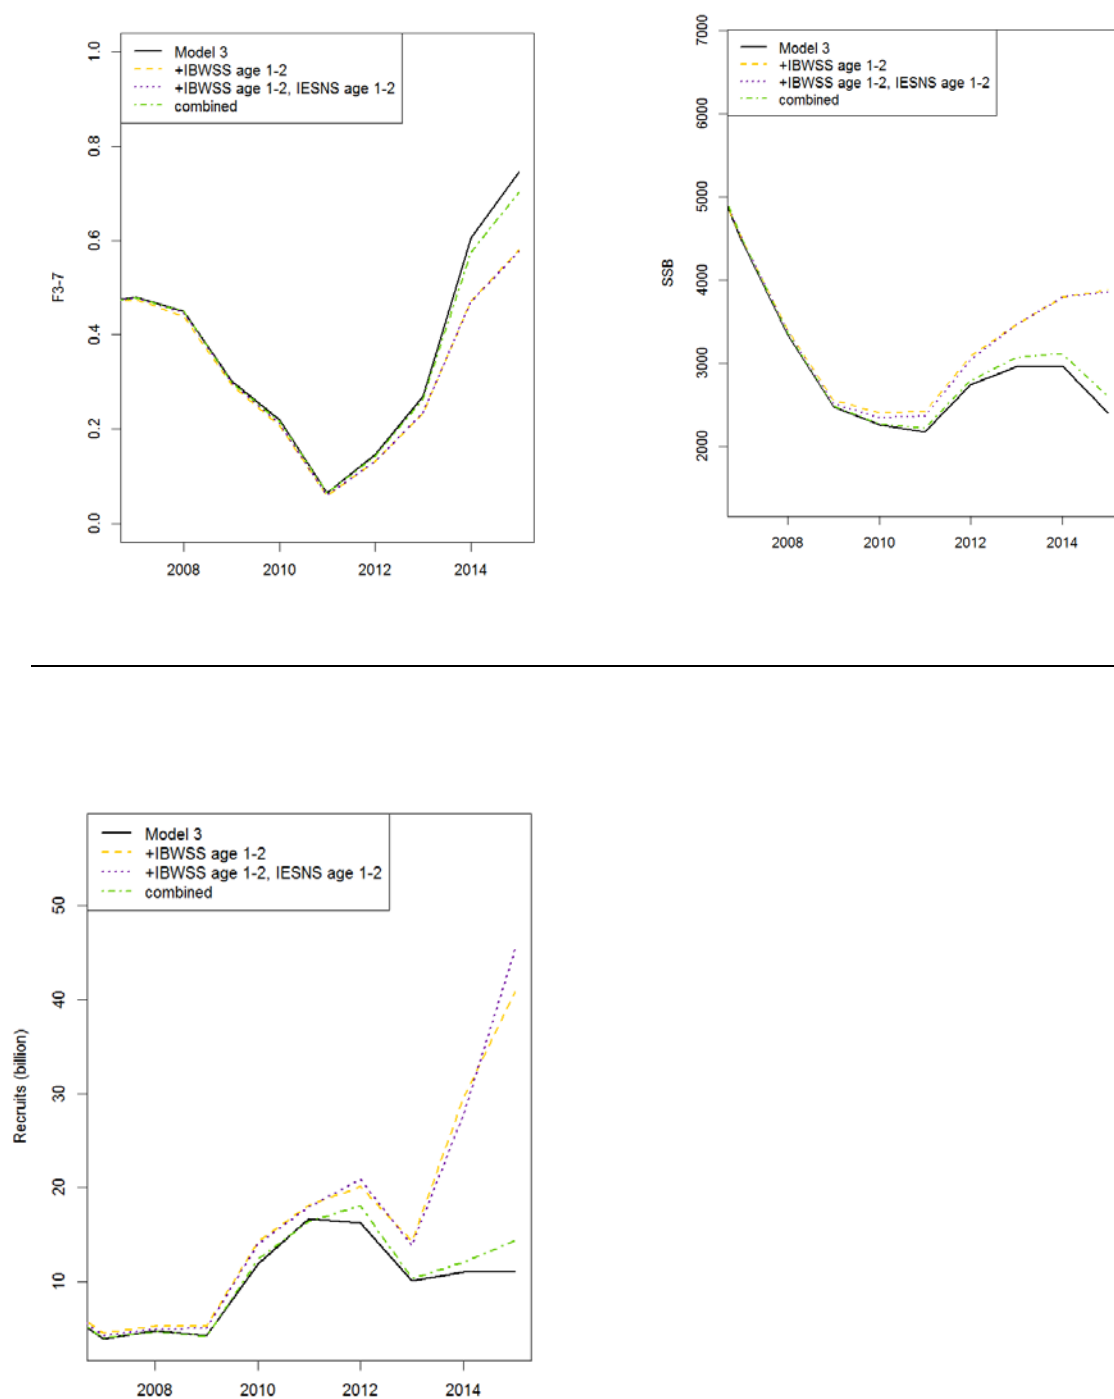 Model 3
+IBWSS age 1-2
+IBWSS age 1-2, IESNS age 1-2
combined
F3-7
0.0
0.2
0.4
0.6
0.8
1.0
2008 2010 2012 2014
Model 3
+IBWSS age 1-2
+IBWSS age 1-2, IESNS age 1-2
combined
SSB
2000
3000
4000
5000
6000
7000
2008 2010 2012 2014
Model 3
+IBWSS age 1-2
+IBWSS age 1-2, IESNS age 1-2
combined
Recruits (billion)
10
20
30
40
50
2008 2010 2012 2014